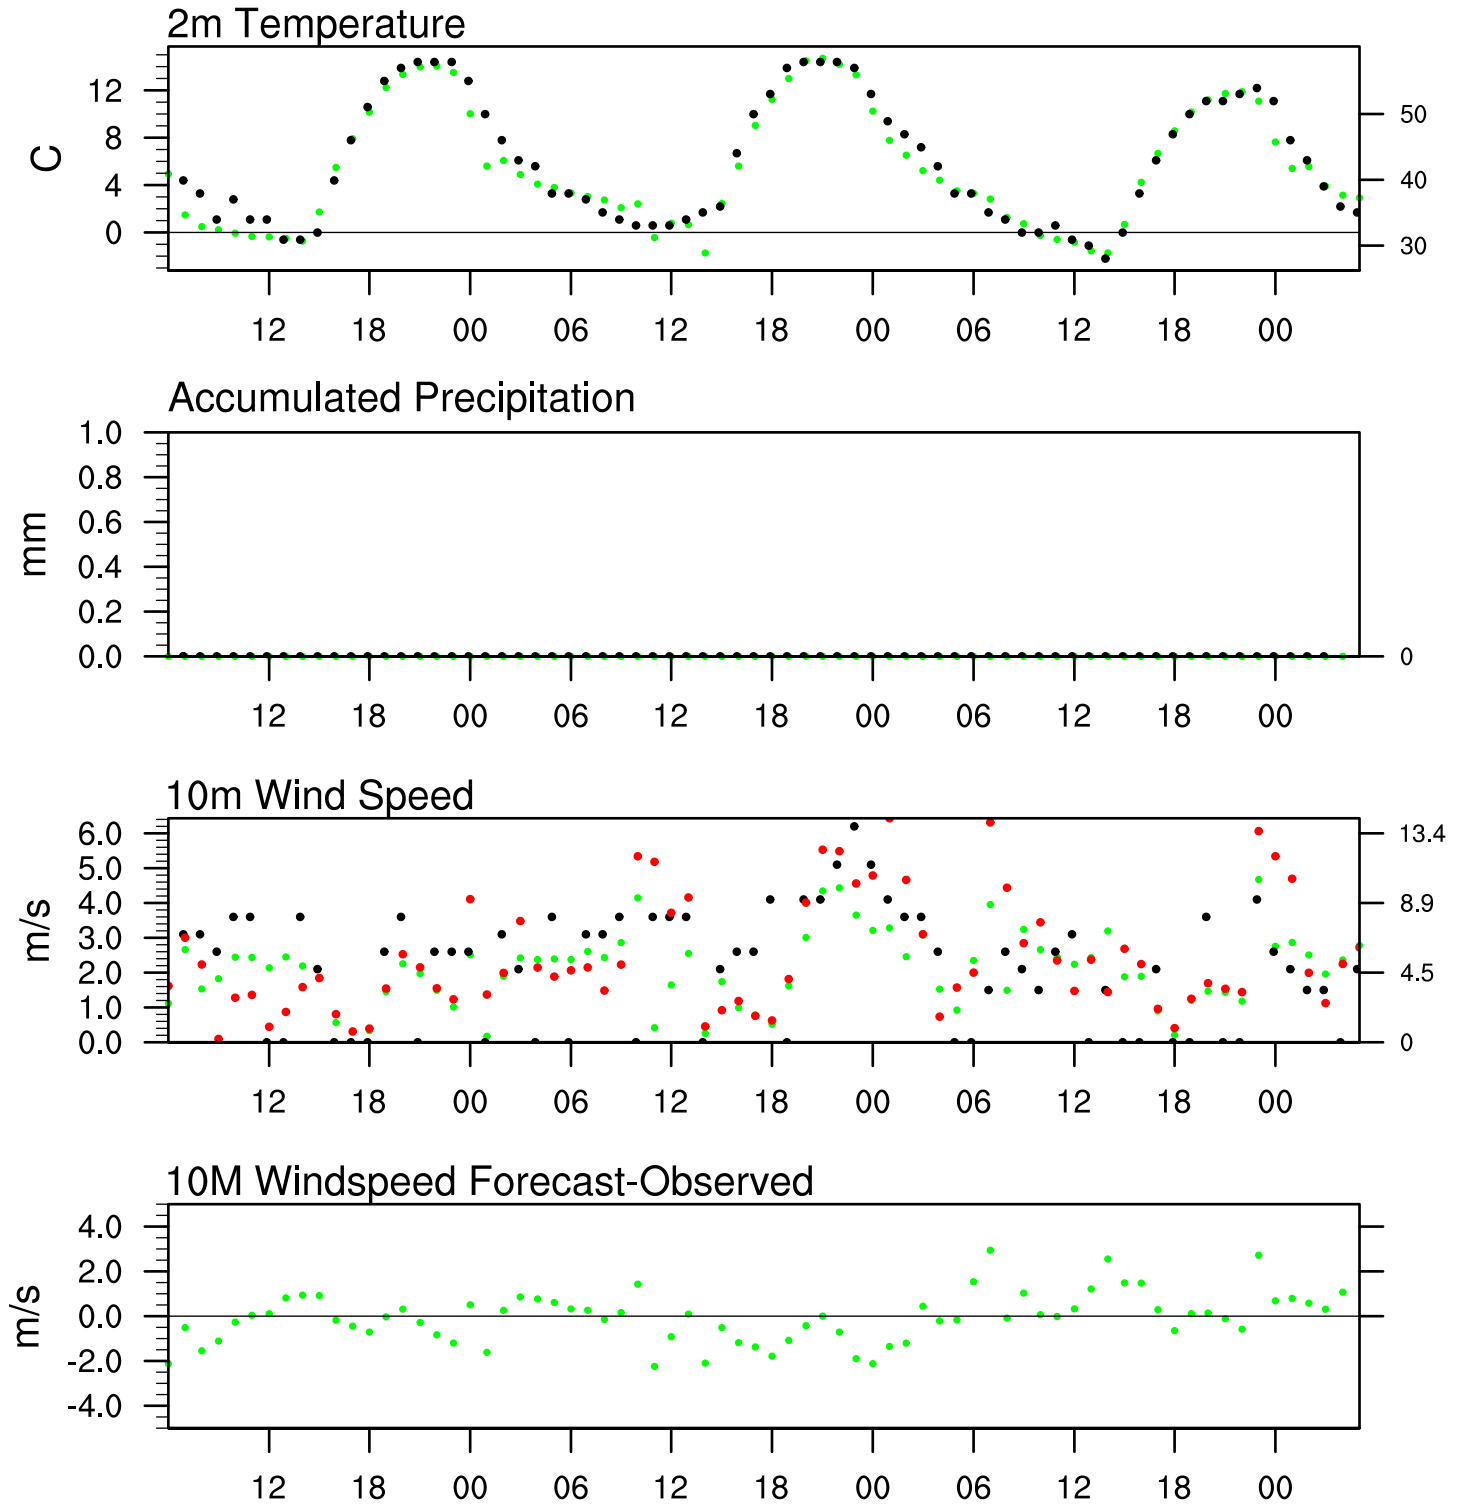 2m Temperature
12
8
4
0
C
50
40
30
12 18 00 06 12 18 00 06 12 18 00
Accumulated Precipitation
1.0
0.8
0.6
0.4
0.2
0.0
mm
0
12 18 00 06 12 18 00 06 12 18 00
10m Wind Speed
6.0
5.0
4.0
3.0
2.0
1.0
0.0
m/s
13.4
8.9
4.5
0
12 18 00 06 12 18 00 06 12 18 00
10M Windspeed Forecast-Observed
4.0
2.0
0.0
-2.0
-4.0
m/s
12 18 00 06 12 18 00 06 12 18 00